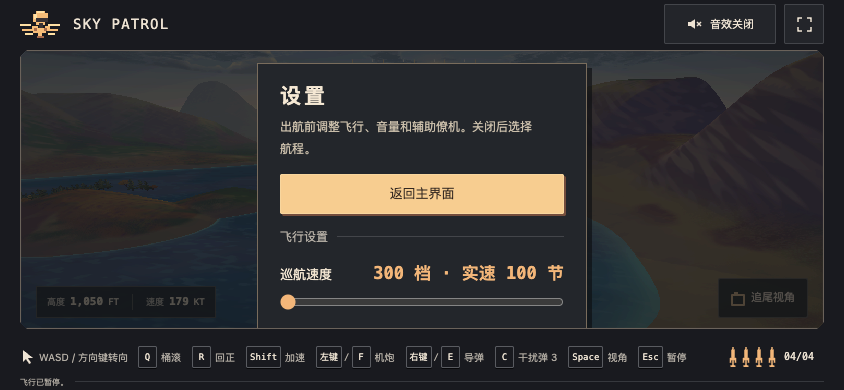 SKY PATROL
音效关闭
设置
出航前调整飞行、音量和辅助僚机。关闭后选择
航程。
返回主界面
飞行设置
巡航速度 300 档 · 实速 100 节
高度 1,050 FT 速度 179 KT
追尾视角
WASD / 方向键转向 Q 桶滚 R 回正 Shift 加速 左键 / F 机炮 右键 / E 导弹 C 干扰弹 3 Space 视角 Esc 暂停 04/04
飞行已暂停。